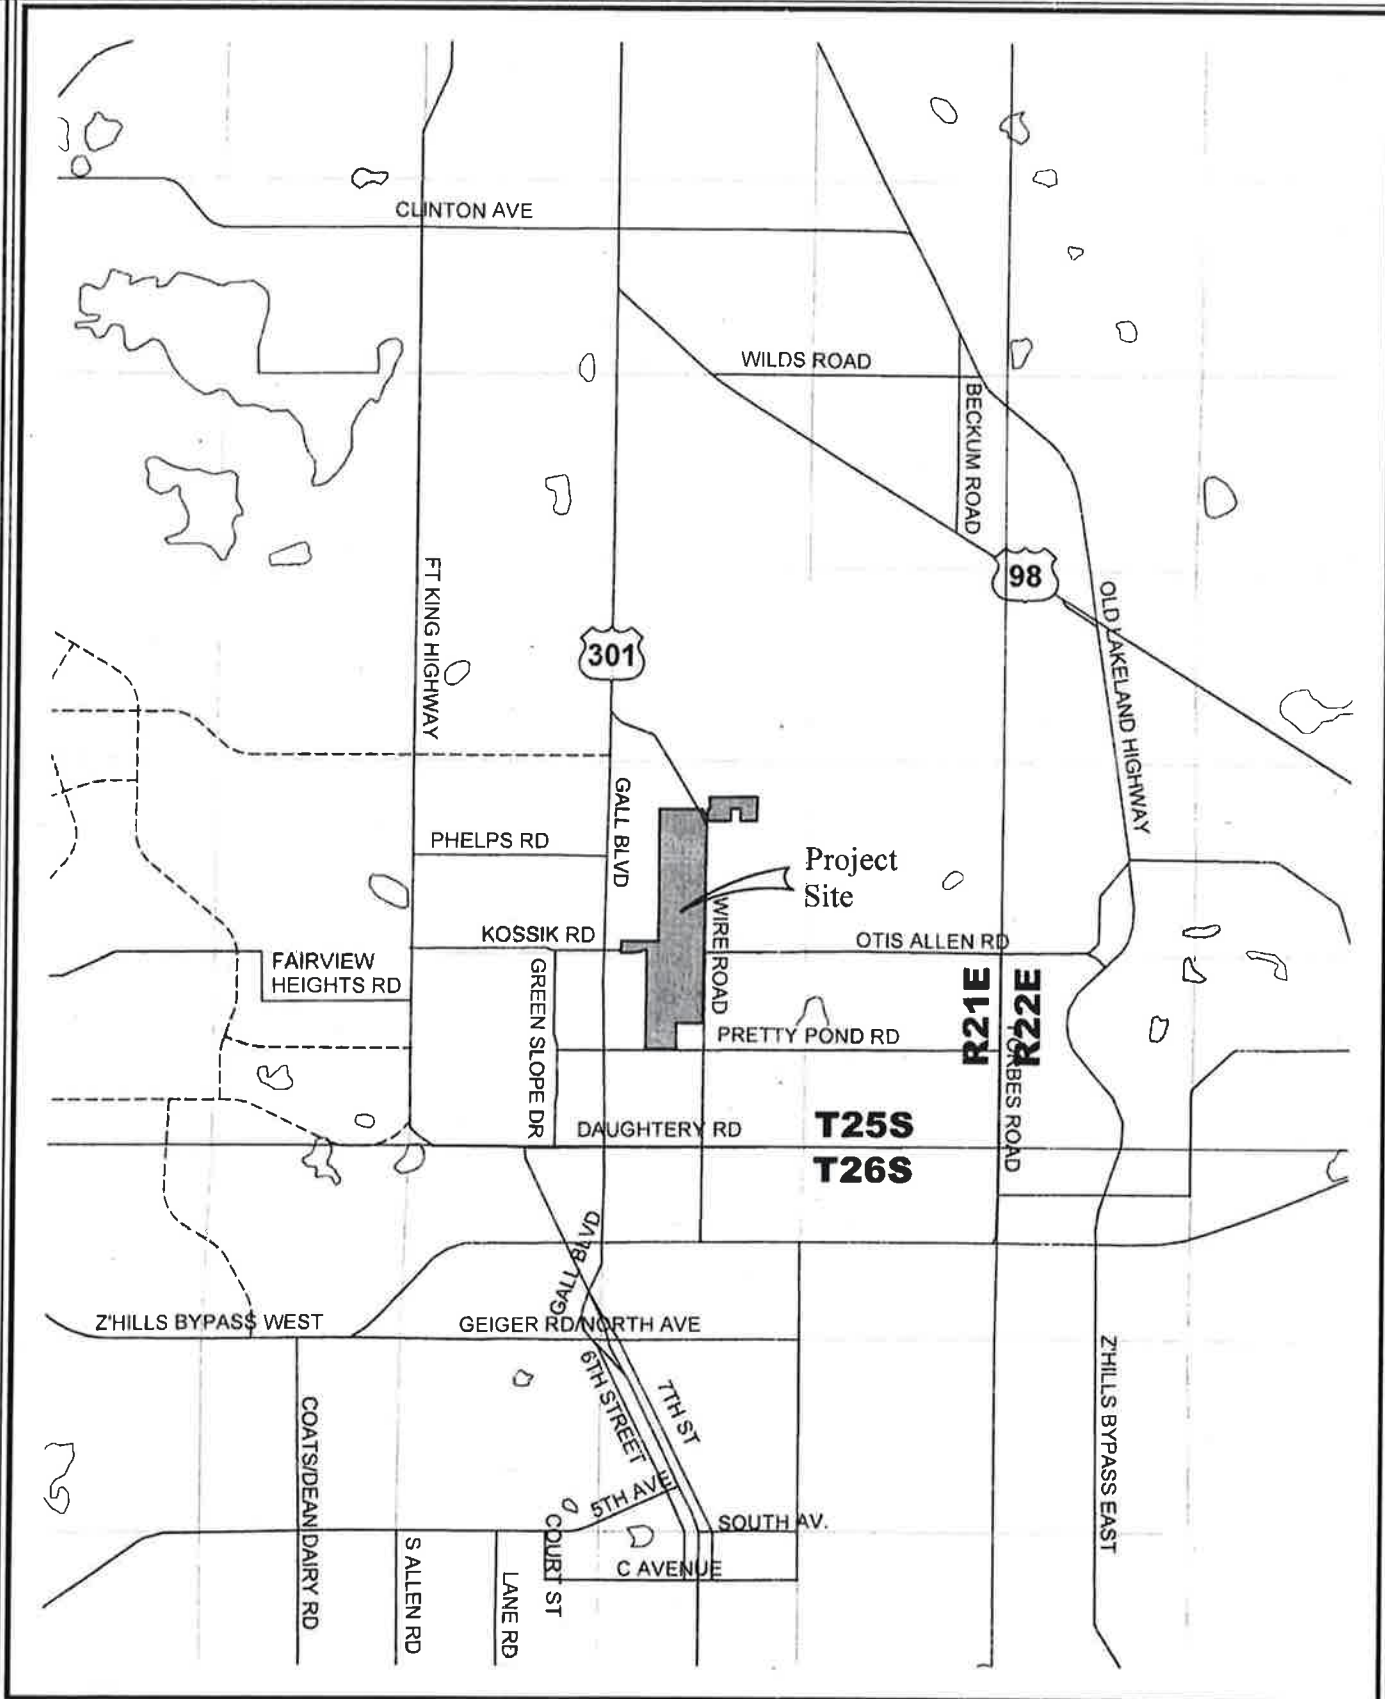 CLINTON AVE
WILDS ROAD
BECKUM ROAD
98
FT KING HIGHWAY
OLD LAKELAND HIGHWAY
301
GALL BLVD
PHELPS RD
Project
Site
WIRE ROAD
KOSSIK RD
OTIS ALLEN RD
FAIRVIEW
HEIGHTS RD
GREEN SLOPE DR
R21E
R22E
PRETTY POND RD
DAUGHTERY RD
T25S
T26S
GALL BLVD
Z'HILLS BYPASS WEST
GEIGER RD/NORTH AVE
6TH STREET
7TH ST
Z'HILLS BYPASS EAST
COATS/DEAN DAIRY RD
5TH AVE
SOUTH AV.
COURT ST
C AVENUE
S ALLEN RD
LANE RD